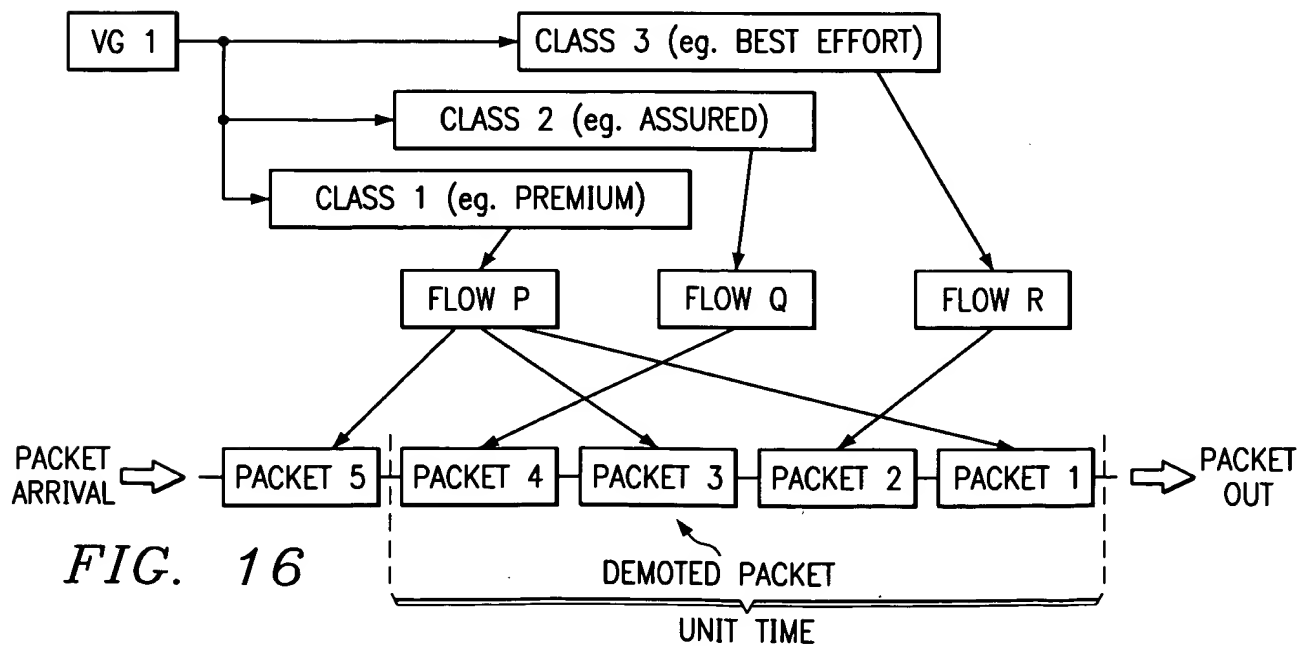 VG 1
CLASS 3 (eg. BEST EFFORT)
CLASS 2 (eg. ASSURED)
CLASS 1 (eg. PREMIUM)
FLOW P
FLOW Q
FLOW R
PACKET
ARRIVAL
PACKET 5
PACKET 4
PACKET 3
PACKET 2
PACKET 1
PACKET
OUT
FIG. 16
DEMOTED PACKET
UNIT TIME